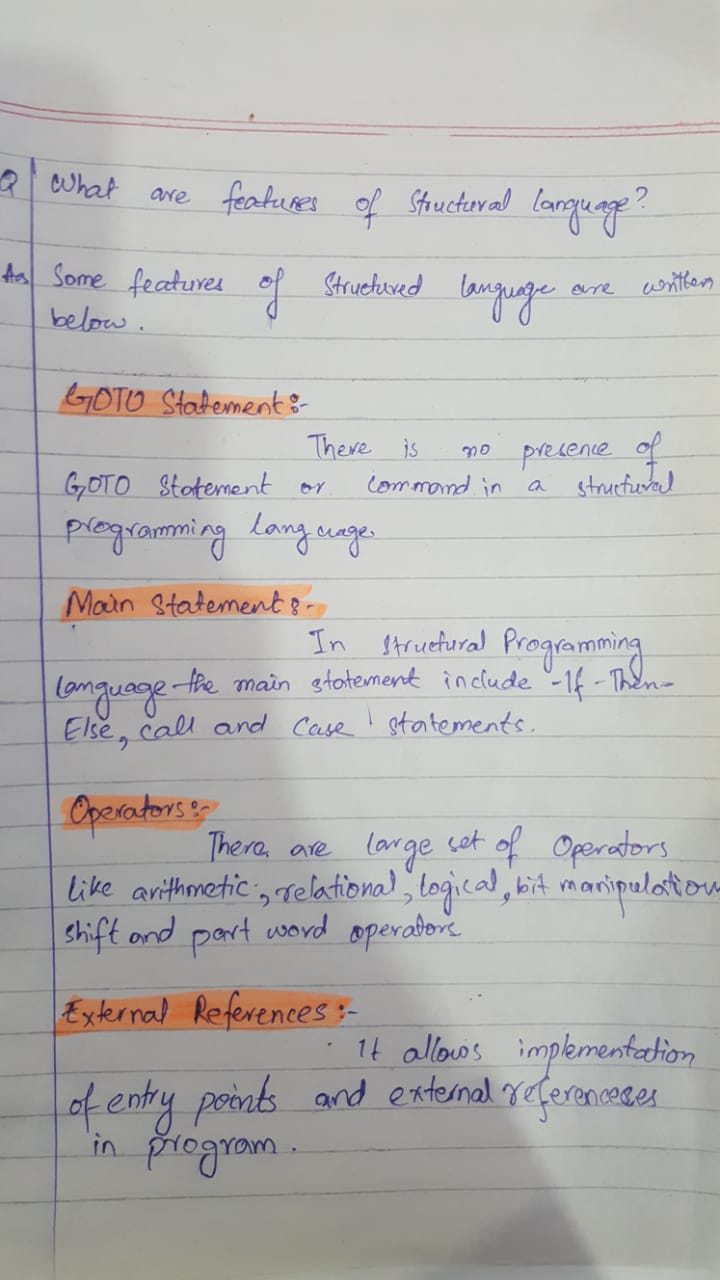 Q What are features of Structural language?
Ans Some features of Structured language are written
below.
GOTO Statement:-
There is no presence of
GOTO Statement or Command in a structural
programming language
Main Statement:-
In Structural Programming
language the main statement include -If-Then-
Else, call and Case' statements.
Operators:-
There are large set of Operators
like arithmetic, relational, logical, bit manipulation
shift and part word operators
External References:-
It allows implementation
of entry points and external referenceses
in program.